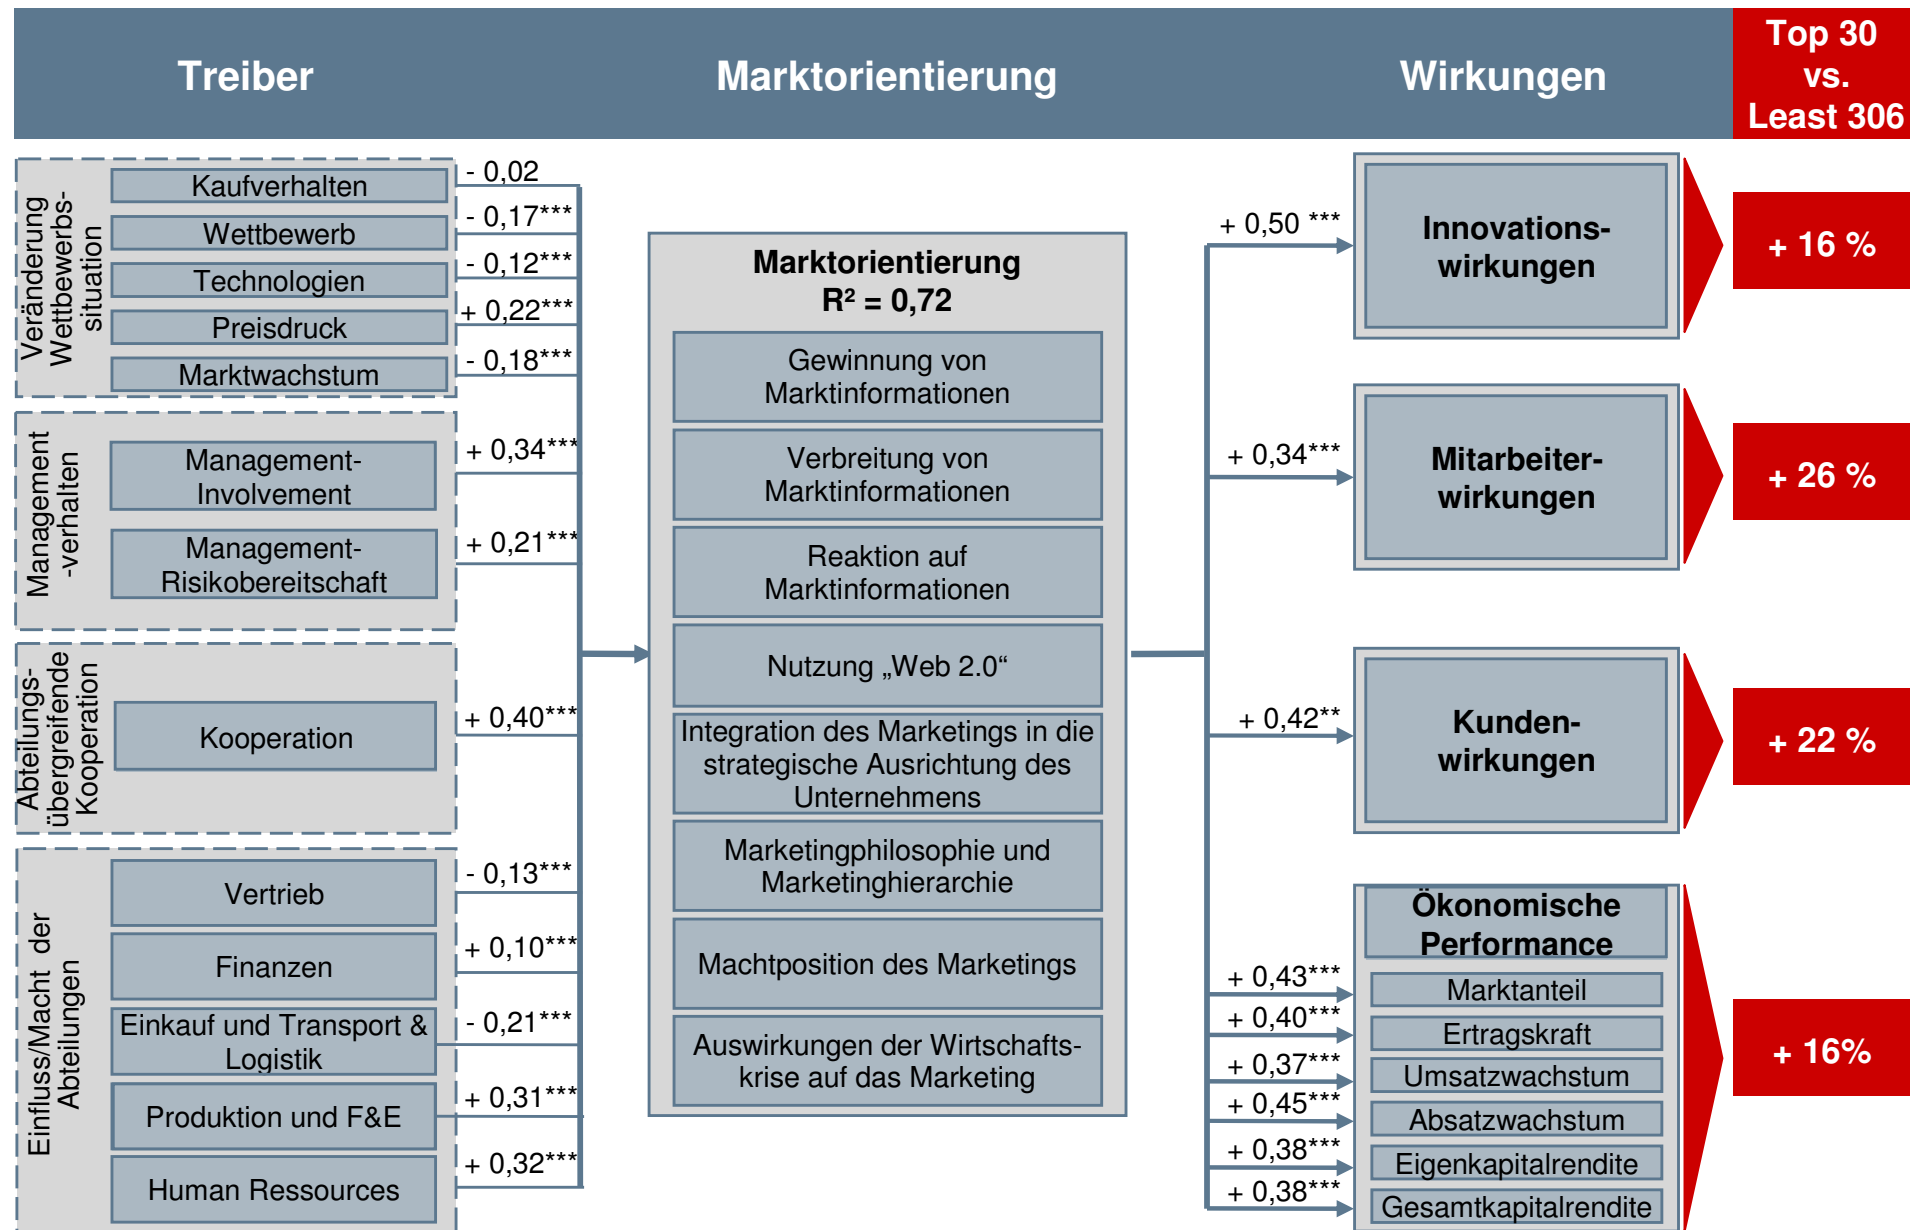 Treiber
Marktorientierung
Wirkungen
Top 30
vs.
Least 306
Veränderung
Wettbewerbs-
situation
Kaufverhalten
- 0,02
Wettbewerb
- 0,17***
Technologien
- 0,12***
Preisdruck
+ 0,22***
Marktwachstum
- 0,18***
Management
-verhalten
Management-
Involvement
+ 0,34***
Management-
Risikobereitschaft
+ 0,21***
Abteilungs-
übergreifende
Kooperation
Kooperation
+ 0,40***
Einfluss/Macht der
Abteilungen
Vertrieb
- 0,13***
Finanzen
+ 0,10***
Einkauf und Transport &
Logistik
- 0,21***
Produktion und F&E
+ 0,31***
Human Ressources
+ 0,32***
Marktorientierung
R² = 0,72
Gewinnung von
Marktinformationen
Verbreitung von
Marktinformationen
Reaktion auf
Marktinformationen
Nutzung „Web 2.0“
Integration des Marketings in die
strategische Ausrichtung des
Unternehmens
Marketingphilosophie und
Marketinghierarchie
Machtposition des Marketings
Auswirkungen der Wirtschafts-
krise auf das Marketing
+ 0,50 ***
Innovations-
wirkungen
+ 16 %
+ 0,34***
Mitarbeiter-
wirkungen
+ 26 %
+ 0,42**
Kunden-
wirkungen
+ 22 %
Ökonomische
Performance
+ 0,43***
Marktanteil
+ 0,40***
Ertragskraft
+ 0,37***
Umsatzwachstum
+ 0,45***
Absatzwachstum
+ 0,38***
Eigenkapitalrendite
+ 0,38***
Gesamtkapitalrendite
+ 16%